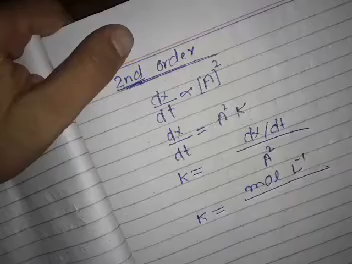 2nd order
dx/dt ∝ [A]²
dx/dt = A² K
K = dx/dt / A²
K = mol L⁻¹